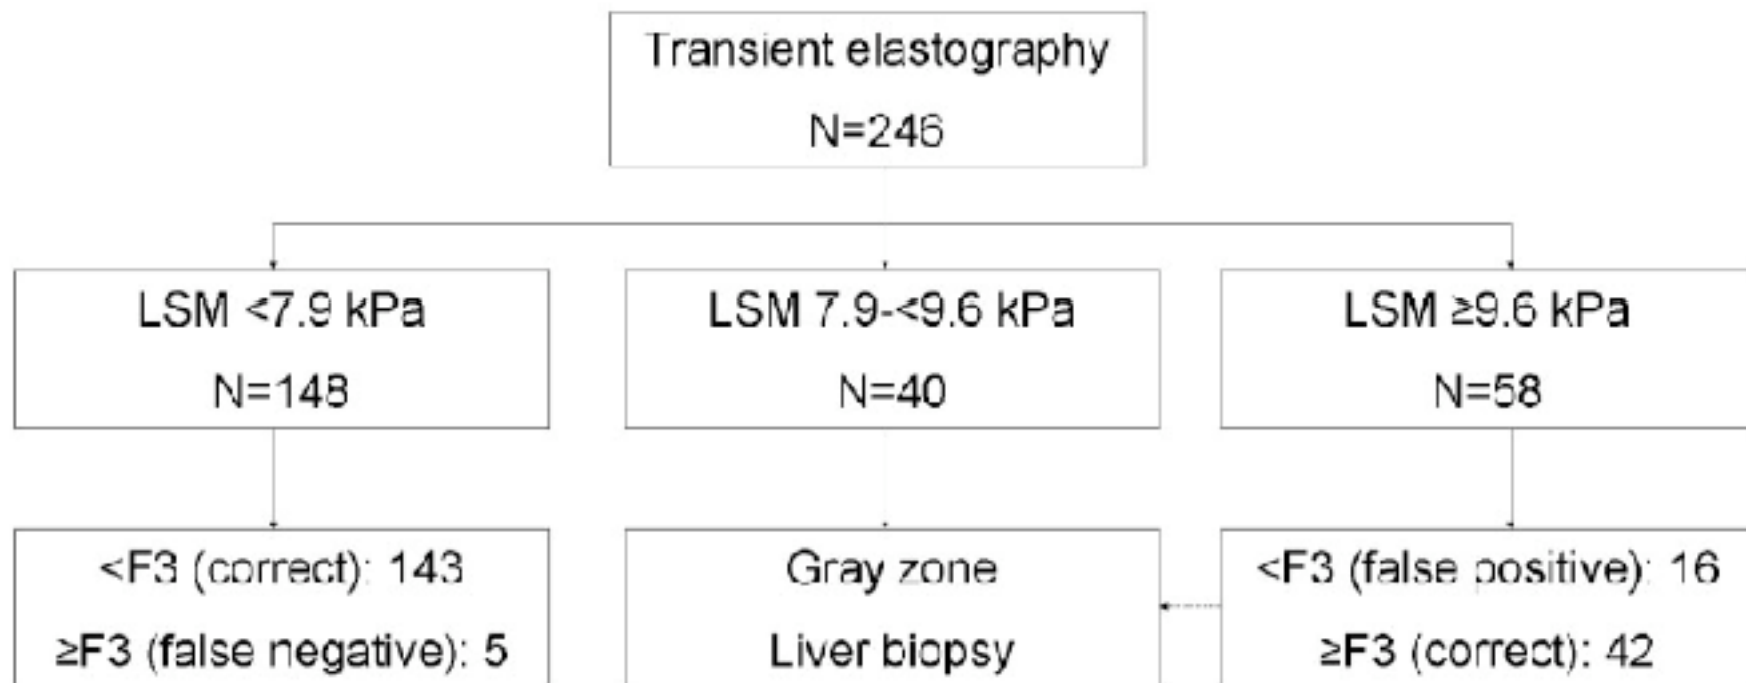 Transient elastography
N=246
LSM <7.9 kPa
N=148
LSM 7.9-<9.6 kPa
N=40
LSM ≥9.6 kPa
N=58
<F3 (correct): 143
≥F3 (false negative): 5
Gray zone
Liver biopsy
<F3 (false positive): 16
≥F3 (correct): 42